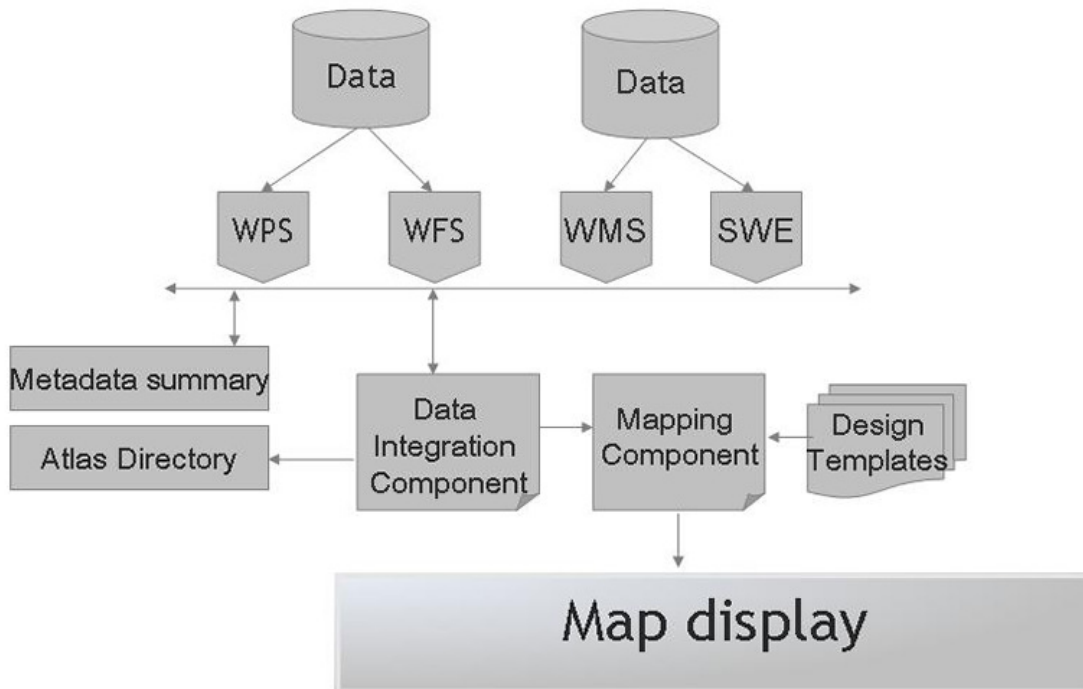 Data
Data
WPS
WFS
WMS
SWE
Metadata summary
Atlas Directory
Data
Integration
Component
Mapping
Component
Design
Templates
Map display